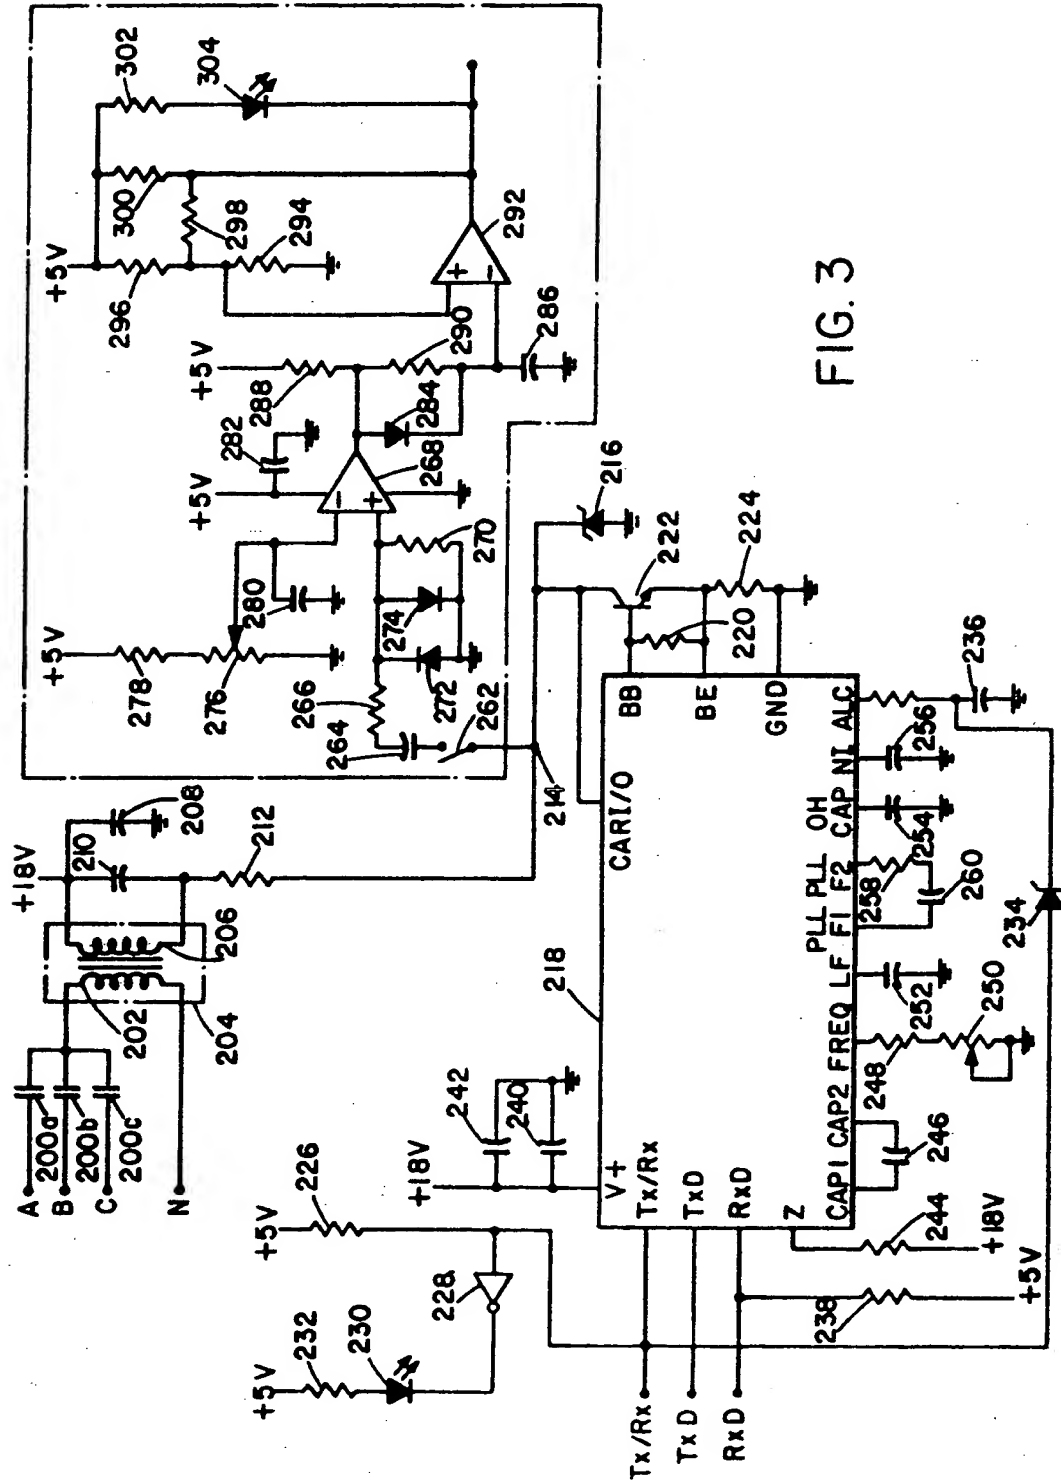 A
B
C
N
200a
200b
200c
202
204
206
+18V
210
208
212
+5V
278
276
280
+5V
282
+5V
288
284
290
286
268
270
274
272
266
264
262
+5V
296
300
302
304
298
294
292
214
216
222
224
220
218
+5V
226
228
+5V
232
230
+18V
242
240
V+
CARI/O
BB
BE
GND
Tx/Rx
TxD
RxD
Z
CAP1
CAP2
FREQ
LF
PLL
F1
PLL
F2
OH
CAP
NI
ALC
Tx/Rx
TxD
RxD
238
+5V
244
+18V
246
248
250
252
258
260
254
256
236
234
FIG. 3